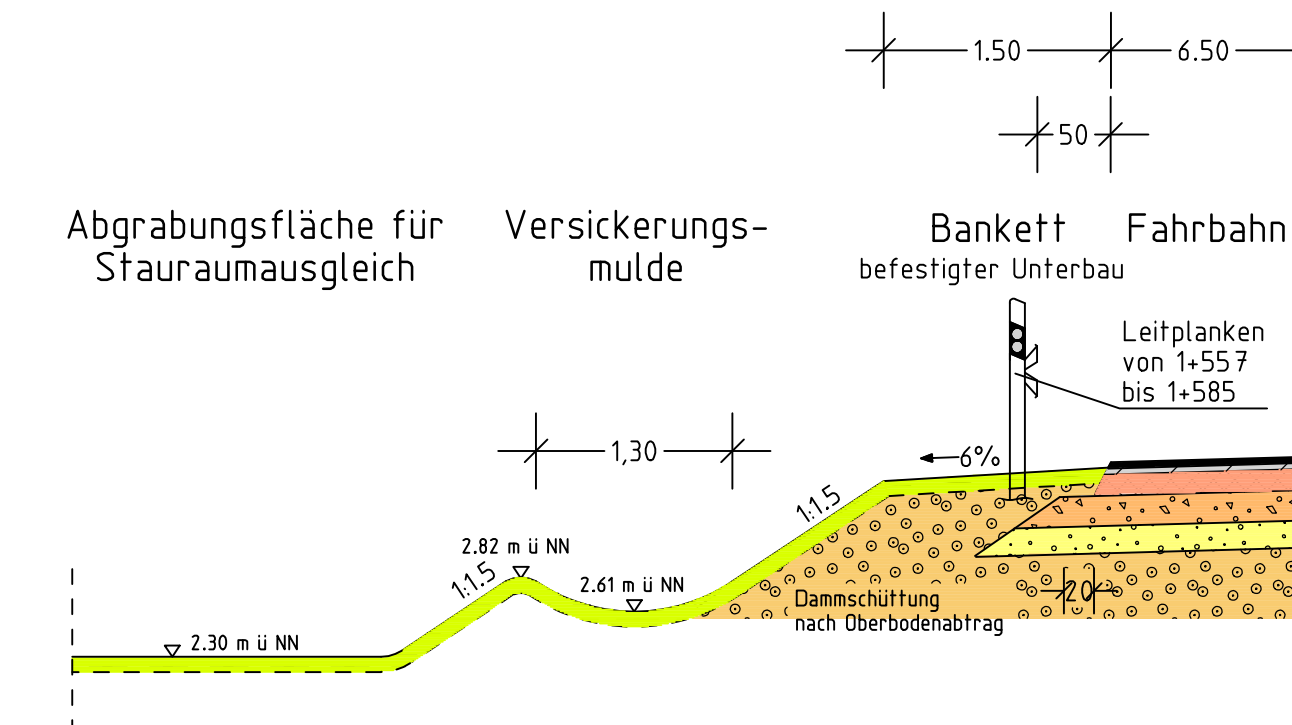 1.50
6.50
50
Abgrabungsfläche für
Stauraumausgleich
Versickerungs-
mulde
Bankett
befestigter Unterbau
Fahrbahn
Leitplanken
von 1+557
bis 1+585
1,30
6%
1:1.5
2.82 m ü NN
1:1.5
2.61 m ü NN
20
Dammschüttung
nach Oberbodenabtrag
2.30 m ü NN